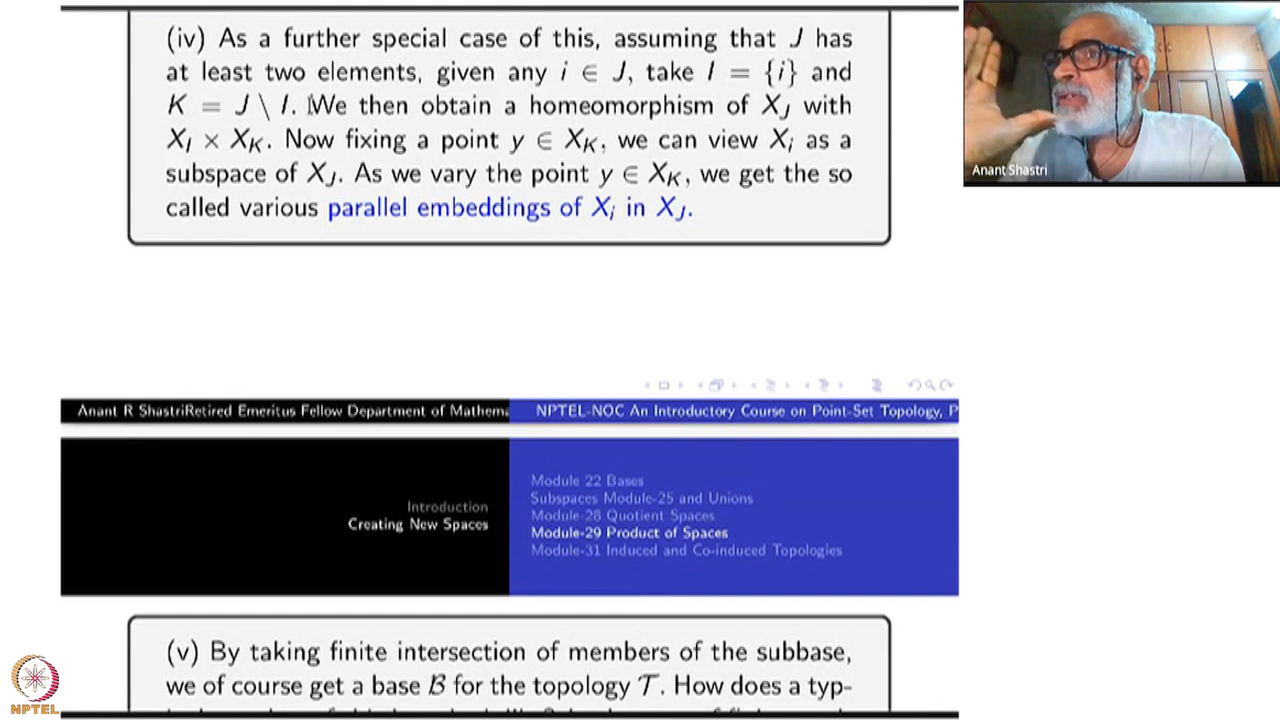 (iv) As a further special case of this, assuming that J has
at least two elements, given any i ∈ J, take I = {i} and
K = J \ I. We then obtain a homeomorphism of X_J with
X_I × X_K. Now fixing a point y ∈ X_K, we can view X_i as a
subspace of X_J. As we vary the point y ∈ X_K, we get the so
called various parallel embeddings of X_i in X_J.
Anant Shastri
Anant R ShastriRetired Emeritus Fellow Department of Mathema
NPTEL-NOC An Introductory Course on Point-Set Topology, P
Introduction
Creating New Spaces
Module 22 Bases
Subspaces Module-25 and Unions
Module-28 Quotient Spaces
Module-29 Product of Spaces
Module-31 Induced and Co-induced Topologies
(v) By taking finite intersection of members of the subbase,
we of course get a base B for the topology T. How does a typ-
NPTEL